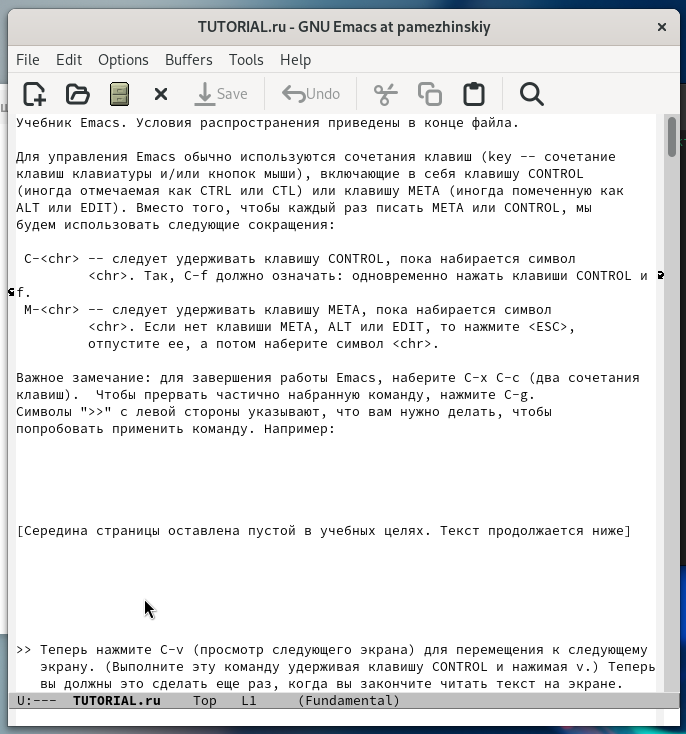 TUTORIAL.ru - GNU Emacs at pamezhinskiy
File Edit Options Buffers Tools Help
Save Undo
Учебник Emacs. Условия распространения приведены в конце файла.
Для управления Emacs обычно используются сочетания клавиш (key -- сочетание
клавиш клавиатуры и/или кнопок мыши), включающие в себя клавишу CONTROL
(иногда отмечаемая как CTRL или CTL) или клавишу META (иногда помеченную как
ALT или EDIT). Вместо того, чтобы каждый раз писать META или CONTROL, мы
будем использовать следующие сокращения:
C-<chr> -- следует удерживать клавишу CONTROL, пока набирается символ
<chr>. Так, C-f должно означать: одновременно нажать клавиши CONTROL и
f.
M-<chr> -- следует удерживать клавишу META, пока набирается символ
<chr>. Если нет клавиши META, ALT или EDIT, то нажмите <ESC>,
отпустите ее, а потом наберите символ <chr>.
Важное замечание: для завершения работы Emacs, наберите C-x C-c (два сочетания
клавиш).  Чтобы прервать частично набранную команду, нажмите C-g.
Символы ">>" с левой стороны указывают, что вам нужно делать, чтобы
попробовать применить команду. Например:
[Середина страницы оставлена пустой в учебных целях. Текст продолжается ниже]
>> Теперь нажмите C-v (просмотр следующего экрана) для перемещения к следующему
экрану. (Выполните эту команду удерживая клавишу CONTROL и нажимая v.) Теперь
вы должны это сделать еще раз, когда вы закончите читать текст на экране.
U:--- TUTORIAL.ru Top L1 (Fundamental)